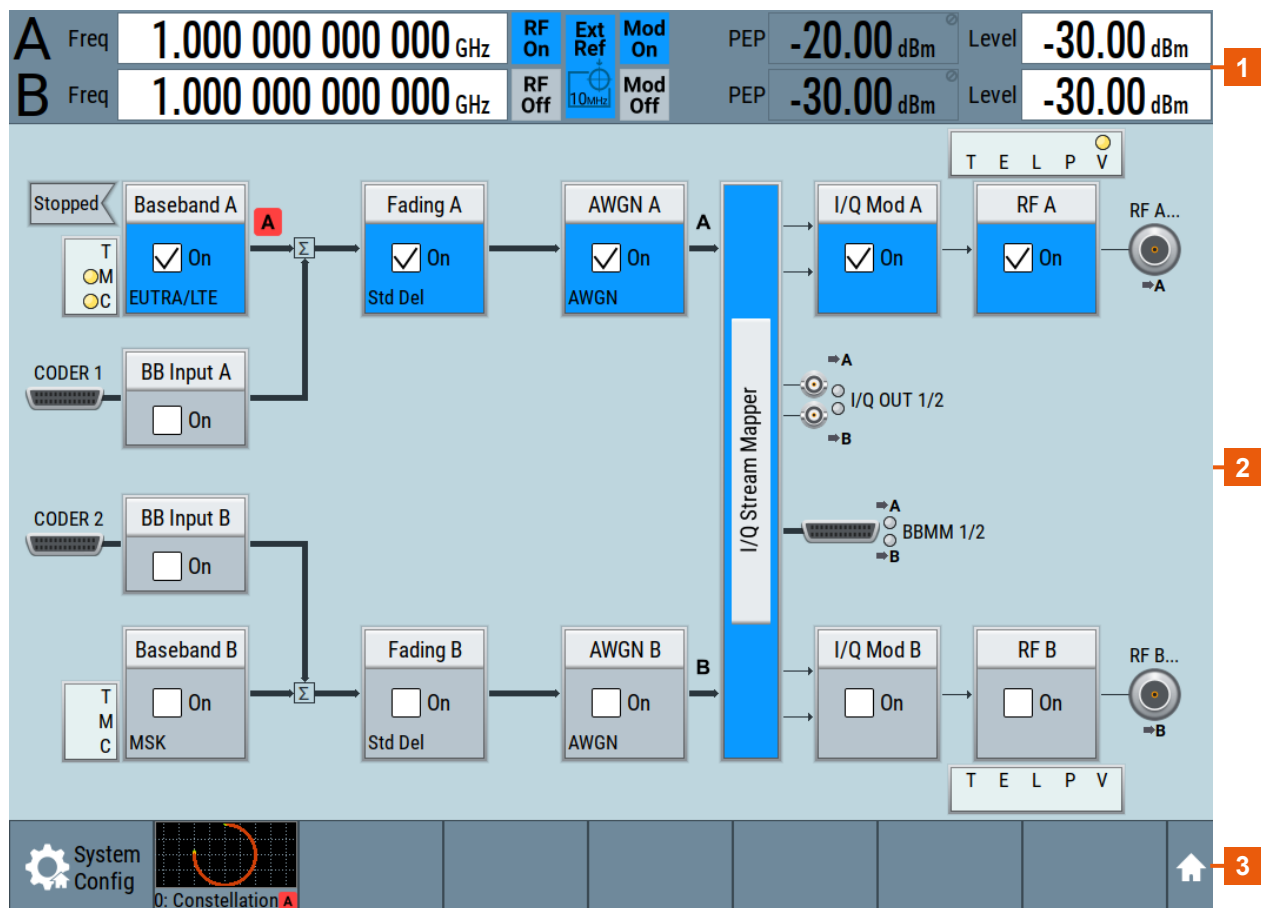 A Freq 1.000 000 000 000 GHz RF On Ext Ref Mod On PEP -20.00 dBm Level -30.00 dBm
1
B Freq 1.000 000 000 000 GHz RF Off 10MHz Mod Off PEP -30.00 dBm Level -30.00 dBm
T E L P V
Stopped
Baseband A
A
Fading A
AWGN A
A
I/Q Mod A
RF A
RF A...
T
M
C
On
On
On
On
On
EUTRA/LTE
Std Del
AWGN
A
Σ
CODER 1
BB Input A
On
I/Q Stream Mapper
A
I/Q OUT 1/2
B
2
CODER 2
BB Input B
On
A
BBMM 1/2
B
Baseband B
Fading B
AWGN B
B
I/Q Mod B
RF B
RF B...
T
M
C
On
Σ
On
On
On
On
MSK
Std Del
AWGN
B
T E L P V
System
Config
0: Constellation A
3